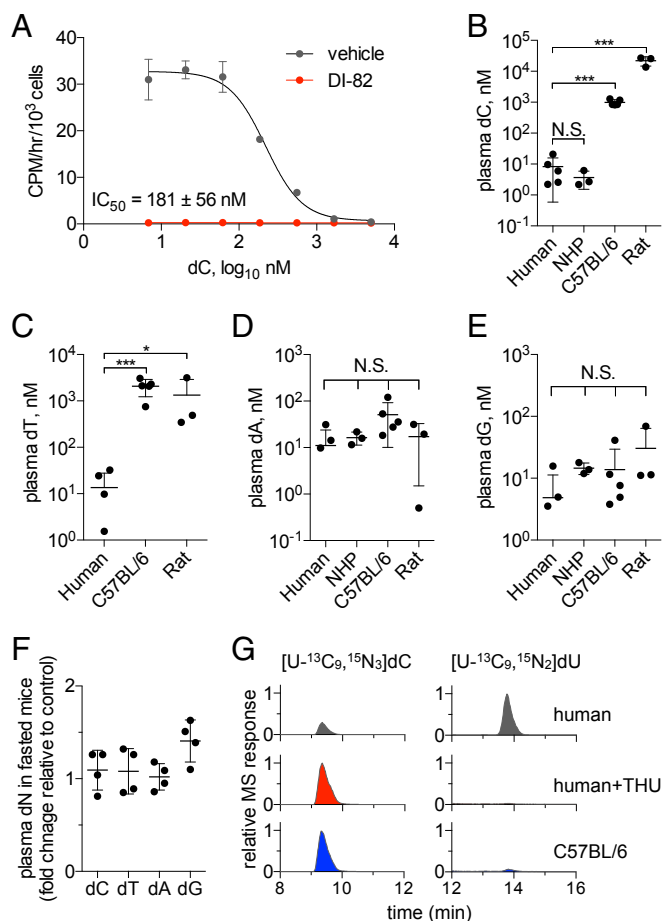 A
CPM/hr/10³ cells
40
30
20
10
0
vehicle
DI-82
IC₅₀ = 181 ± 56 nM
0 1 2 3 4
dC, log₁₀ nM
B
plasma dC, nM
10⁵
10⁴
10³
10²
10¹
10⁰
10⁻¹
***
***
N.S.
Human
NHP
C57BL/6
Rat
C
plasma dT, nM
10⁴
10³
10²
10¹
10⁰
*
***
Human
C57BL/6
Rat
D
plasma dA, nM
10³
10²
10¹
10⁰
10⁻¹
N.S.
Human
NHP
C57BL/6
Rat
E
plasma dG, nM
10³
10²
10¹
10⁰
N.S.
Human
NHP
C57BL/6
Rat
F
plasma dN in fasted mice
(fold chnage relative to control)
2
1
0
dC dT dA dG
G
[U-¹³C₉,¹⁵N₃]dC
[U-¹³C₉,¹⁵N₂]dU
relative MS response
1
0
1
0
human
1
0
1
0
human+THU
1
0
1
0
C57BL/6
8 10 12
12 14 16
time (min)